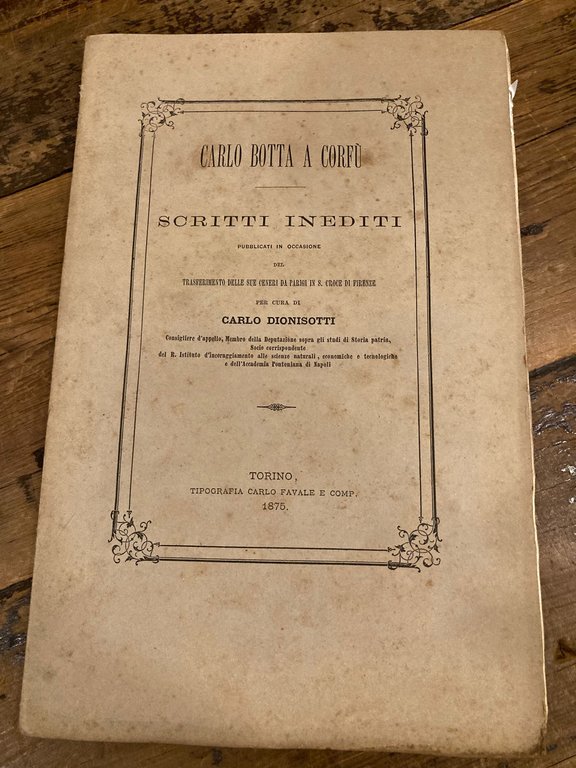 CARLO BOTTA A CORFÙ
SCRITTI INEDITI
PUBBLICATI IN OCCASIONE
DEL
TRASFERIMENTO DELLE SUE CENERI DA PARIGI IN S. CROCE DI FIRENZE
PER CURA DI
CARLO DIONISOTTI
Consigliere d'appello, Membro della Deputazione sopra gli studi di Storia patria,
Socio corrispondente
del R. Istituto d'incoraggiamento alle scienze naturali, economiche e tecnologiche
e dell'Accademia Pontaniana di Napoli
TORINO,
TIPOGRAFIA CARLO FAVALE E COMP.
1875.